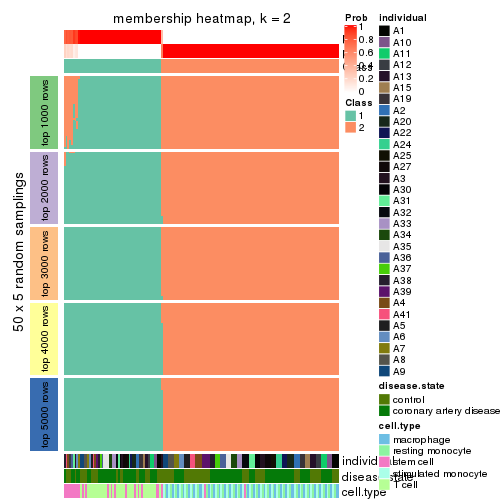 membership heatmap, k = 2
50 x 5 random samplings
top 1000 rows
top 2000 rows
top 3000 rows
top 4000 rows
top 5000 rows
individual
disease.state
cell.type
Prob
1
0.8
0.6
0.4
0.2
0
Class
1
2
individual
A1
A10
A11
A12
A13
A15
A19
A2
A20
A22
A24
A25
A27
A3
A30
A31
A32
A33
A34
A35
A36
A37
A38
A39
A4
A41
A5
A6
A7
A8
A9
disease.state
control
coronary artery disease
cell.type
macrophage
resting monocyte
stem cell
stimulated monocyte
T cell